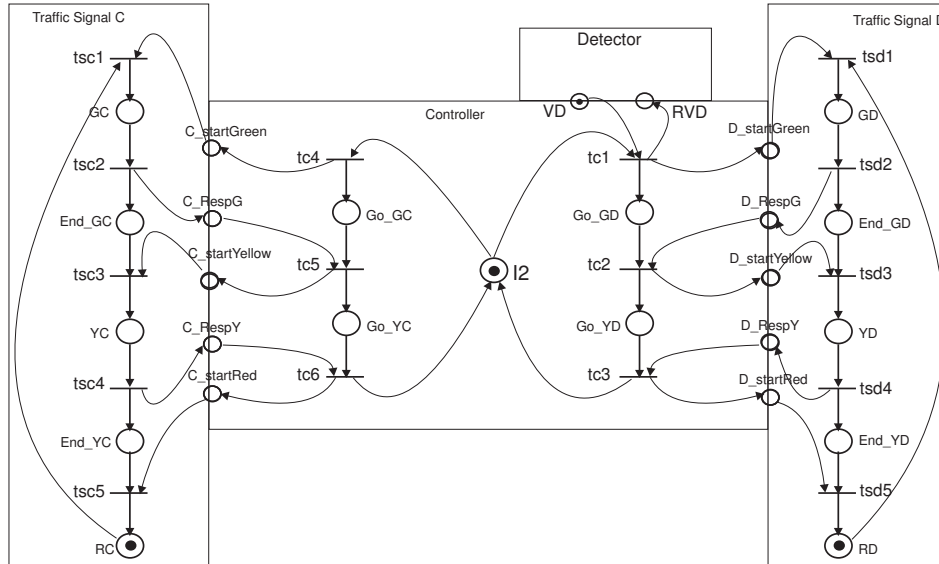 Traffic Signal C
Traffic Signal D
Detector
Controller
tsc1
tsd1
VD
RVD
GC
GD
C_startGreen
D_startGreen
tc4
tc1
tsc2
tsd2
C_RespG
D_RespG
Go_GC
Go_GD
End_GC
End_GD
C_startYellow
D_startYellow
tsc3
tc5
I2
tc2
tsd3
YC
C_RespY
Go_YC
Go_YD
D_RespY
YD
tsc4
C_startRed
tc6
tc3
D_startRed
tsd4
End_YC
End_YD
tsc5
tsd5
RC
RD